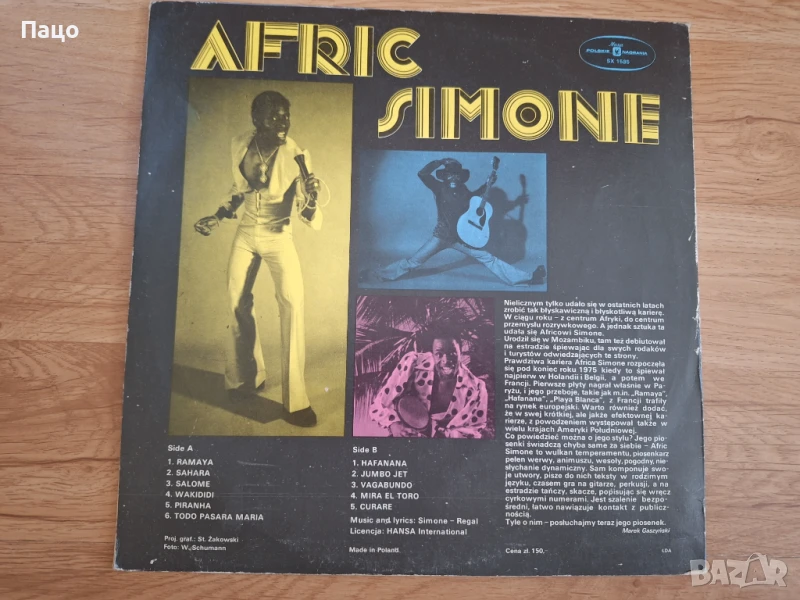 Пацо
AFRIC
SIMONE
Muza
POLSKIE NAGRANIA
SX 1585
Nielicznym tylko udało się w ostatnich latach
zrobić tak błyskawiczną i błyskotliwą karierę.
W ciągu roku – z centrum Afryki, do centrum
przemysłu rozrywkowego. A jednak sztuka ta
udała się Africowi Simone.
Urodził się w Mozambiku, tam też debiutował
na estradzie śpiewając dla swych rodaków
i turystów odwiedzających te strony.
Prawdziwa kariera Africa Simone rozpoczęła
się pod koniec roku 1975 kiedy to śpiewał
najpierw w Holandii i Belgii, a potem we
Francji. Pierwsze płyty nagrał właśnie w Pa-
ryżu, i jego przeboje, takie jak m.in. „Ramaya",
„Hafanana", „Playa Blanca", z Francji trafiły
na rynek europejski. Warto również dodać,
że w swej krótkiej, ale jakże efektownej karie-
rze, z powodzeniem występował także w
wielu krajach Ameryki Południowej.
Co powiedzieć można o jego stylu? Jego pio-
senki świadczą chyba same za siebie – Afric
Simone to wulkan temperamentu, piosenkarz
pełen werwy, animuszu, wesoły, pogodny, nie-
słychanie dynamiczny. Sam komponuje swo-
je utwory, pisze do nich teksty w rodzimym
języku, czasem gra na gitarze, perkusji, a na
estradzie tańczy, skacze, popisując się wręcz
cyrkowymi numerami. Jest szalenie bezpo-
średni, łatwo nawiązuje kontakt z publicz-
nością.
Tyle o nim – posłuchajmy teraz jego piosenek.
Marek Gaszyński
Side A
1. RAMAYA
2. SAHARA
3. SALOME
4. WAKIDIDI
5. PIRANHA
6. TODO PASARA MARIA
Side B
1. HAFANANA
2. JUMBO JET
3. VAGABUNDO
4. MIRA EL TORO
5. CURARE
Music and lyrics: Simone – Regal
Licencja: HANSA International
Proj. graf.: St. Żakowski
Foto: W. Schumann
Made in Poland
Cena zł. 150,–
LDA
BAZAR